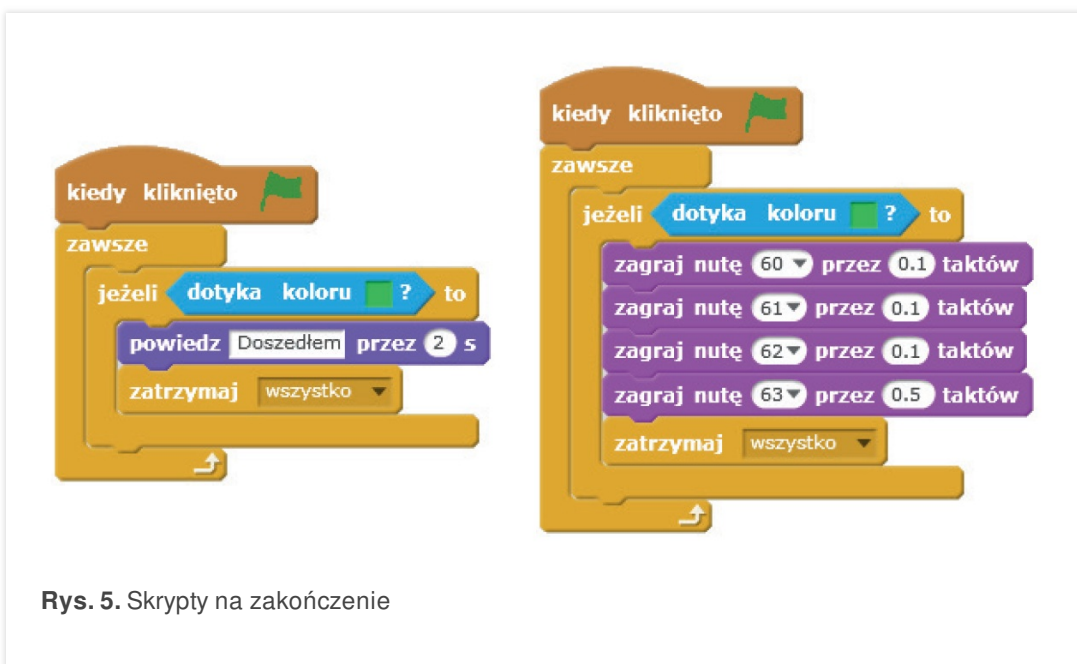 kiedy kliknięto
zawsze
jeżeli dotyka koloru ? to
powiedz Doszedłem przez 2 s
zatrzymaj wszystko
kiedy kliknięto
zawsze
jeżeli dotyka koloru ? to
zagraj nutę 60 przez 0.1 taktów
zagraj nutę 61 przez 0.1 taktów
zagraj nutę 62 przez 0.1 taktów
zagraj nutę 63 przez 0.5 taktów
zatrzymaj wszystko
Rys. 5. Skrypty na zakończenie